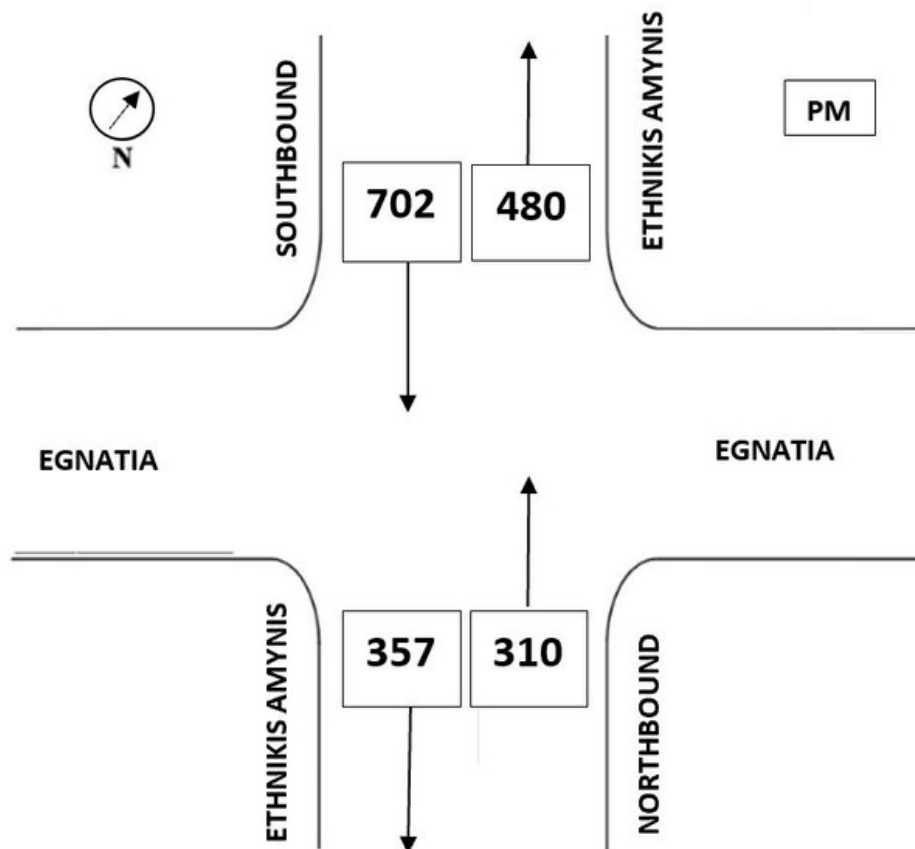 SOUTHBOUND
ETHNIKIS AMYNIS
PM
N
702
480
EGNATIA
EGNATIA
ETHNIKIS AMYNIS
357
310
NORTHBOUND